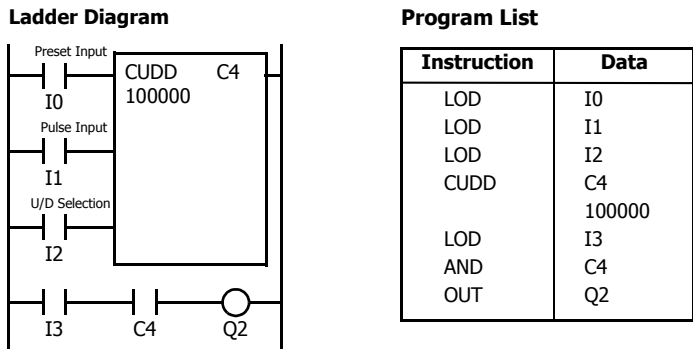 Ladder Diagram
Preset Input
CUDD C4
100000
I0
Pulse Input
I1
U/D Selection
I2
I3 C4 Q2
Program List
Instruction Data
LOD I0
LOD I1
LOD I2
CUDD C4
100000
LOD I3
AND C4
OUT Q2